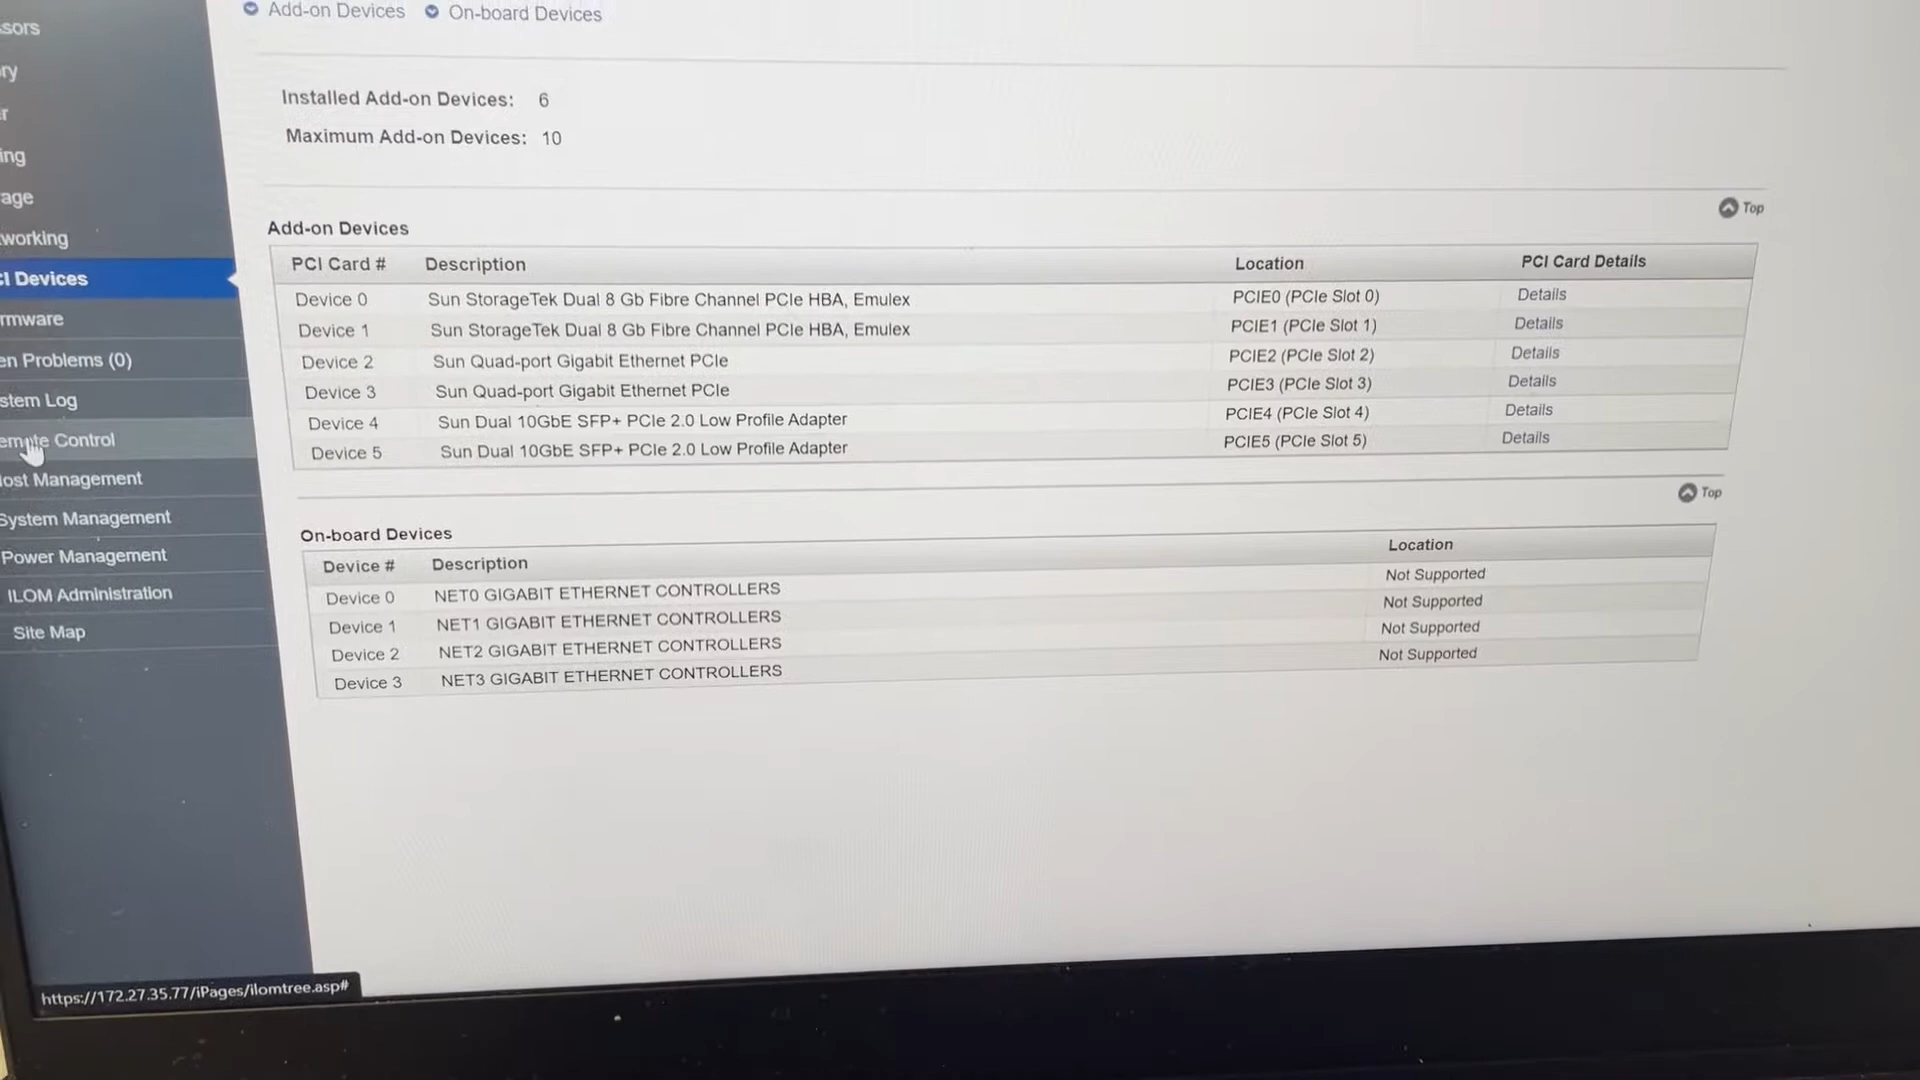 Add-on Devices On-board Devices
Installed Add-on Devices: 6
Maximum Add-on Devices: 10
Top
Add-on Devices
PCI Card # Description Location PCI Card Details
Device 0 Sun StorageTek Dual 8 Gb Fibre Channel PCIe HBA, Emulex PCIE0 (PCIe Slot 0) Details
Device 1 Sun StorageTek Dual 8 Gb Fibre Channel PCIe HBA, Emulex PCIE1 (PCIe Slot 1) Details
Device 2 Sun Quad-port Gigabit Ethernet PCIe PCIE2 (PCIe Slot 2) Details
Device 3 Sun Quad-port Gigabit Ethernet PCIe PCIE3 (PCIe Slot 3) Details
Device 4 Sun Dual 10GbE SFP+ PCIe 2.0 Low Profile Adapter PCIE4 (PCIe Slot 4) Details
Device 5 Sun Dual 10GbE SFP+ PCIe 2.0 Low Profile Adapter PCIE5 (PCIe Slot 5) Details
Top
On-board Devices
Device # Description Location
Device 0 NET0 GIGABIT ETHERNET CONTROLLERS Not Supported
Device 1 NET1 GIGABIT ETHERNET CONTROLLERS Not Supported
Device 2 NET2 GIGABIT ETHERNET CONTROLLERS Not Supported
Device 3 NET3 GIGABIT ETHERNET CONTROLLERS Not Supported
ssors
ry
r
ing
age
working
CI Devices
rmware
en Problems (0)
stem Log
emote Control
Host Management
System Management
Power Management
ILOM Administration
Site Map
https://172.27.35.77/iPages/ilomtree.asp#